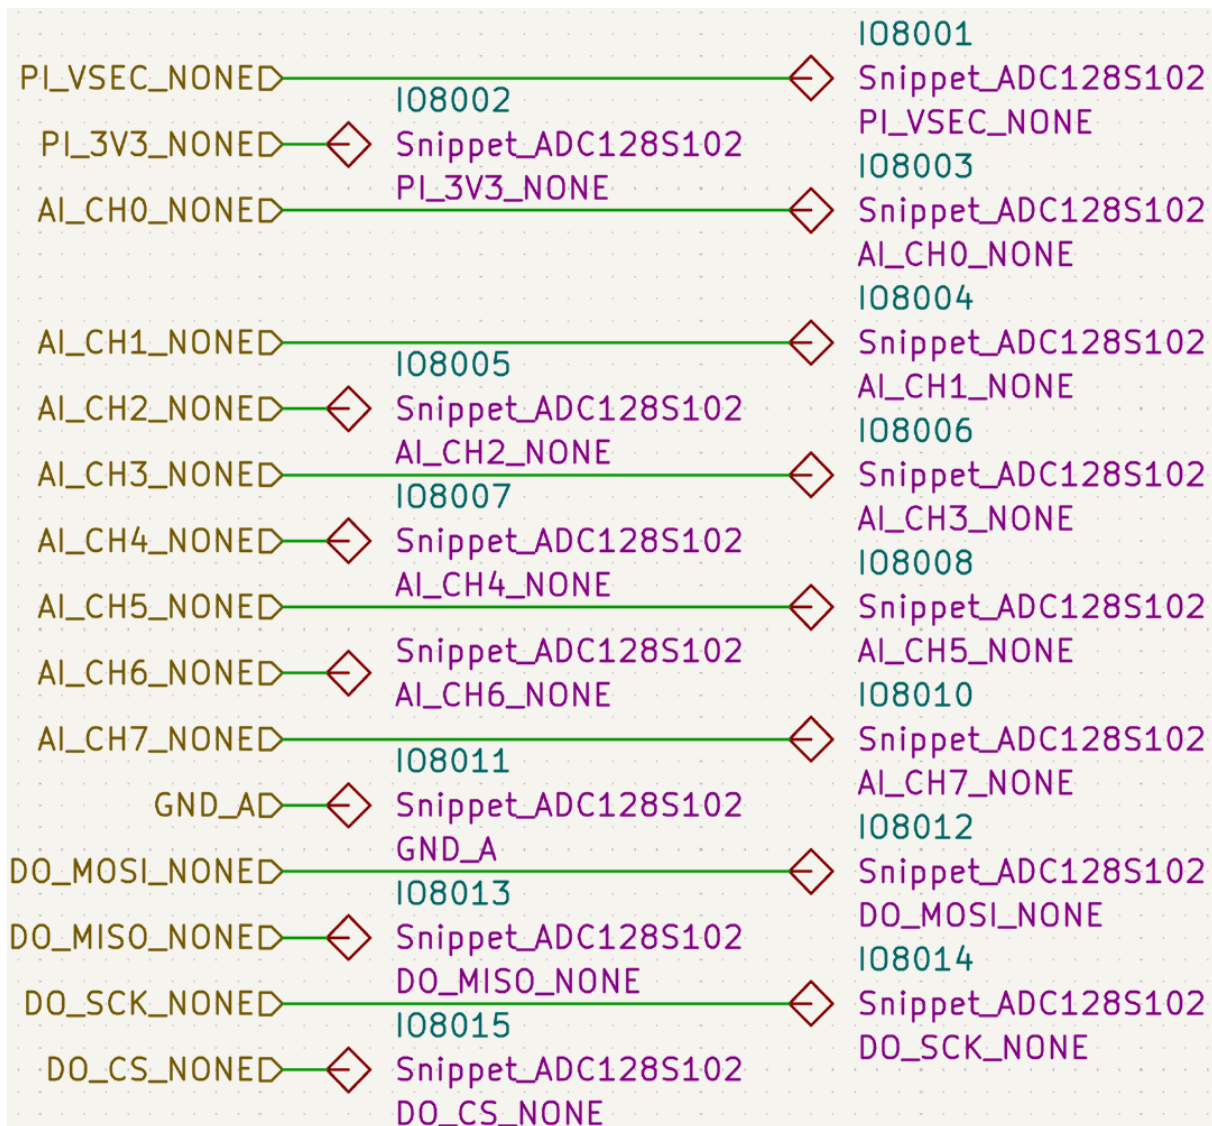 IO8001
PI_VSEC_NONE
Snippet_ADC128S102
IO8002
PI_VSEC_NONE
PI_3V3_NONE
Snippet_ADC128S102
IO8003
PI_3V3_NONE
AI_CH0_NONE
Snippet_ADC128S102
AI_CH0_NONE
IO8004
AI_CH1_NONE
Snippet_ADC128S102
IO8005
AI_CH1_NONE
AI_CH2_NONE
Snippet_ADC128S102
IO8006
AI_CH2_NONE
AI_CH3_NONE
Snippet_ADC128S102
IO8007
AI_CH3_NONE
AI_CH4_NONE
Snippet_ADC128S102
IO8008
AI_CH4_NONE
AI_CH5_NONE
Snippet_ADC128S102
Snippet_ADC128S102
AI_CH5_NONE
AI_CH6_NONE
AI_CH6_NONE
IO8010
AI_CH7_NONE
Snippet_ADC128S102
IO8011
AI_CH7_NONE
GND_A
Snippet_ADC128S102
IO8012
GND_A
DO_MOSI_NONE
Snippet_ADC128S102
IO8013
DO_MOSI_NONE
DO_MISO_NONE
Snippet_ADC128S102
IO8014
DO_MISO_NONE
DO_SCK_NONE
Snippet_ADC128S102
IO8015
DO_SCK_NONE
DO_CS_NONE
Snippet_ADC128S102
DO_CS_NONE